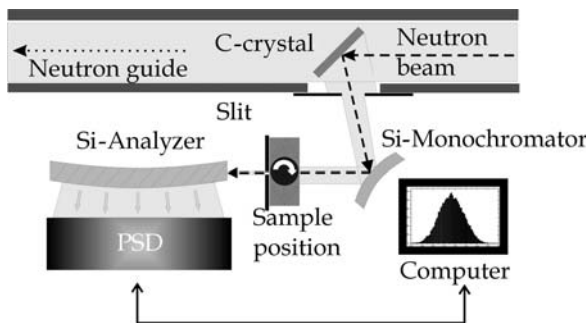 C-crystal
Neutron
beam
Neutron guide
Slit
Si-Analyzer
Si-Monochromator
Sample
position
PSD
Computer